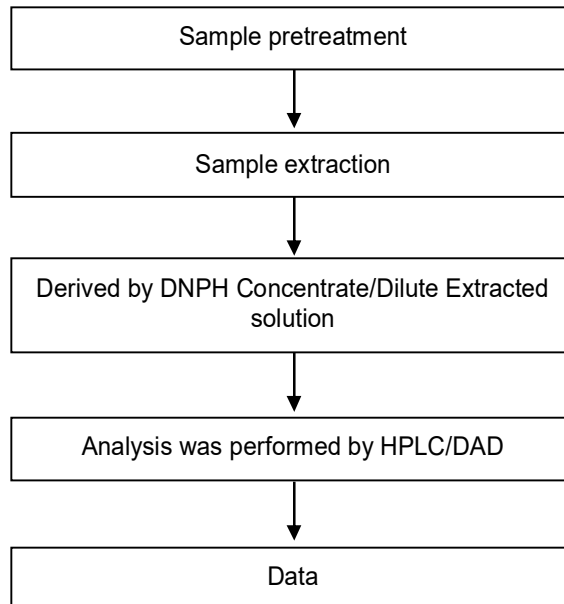 Sample pretreatment
Sample extraction
Derived by DNPH Concentrate/Dilute Extracted
solution
Analysis was performed by HPLC/DAD
Data